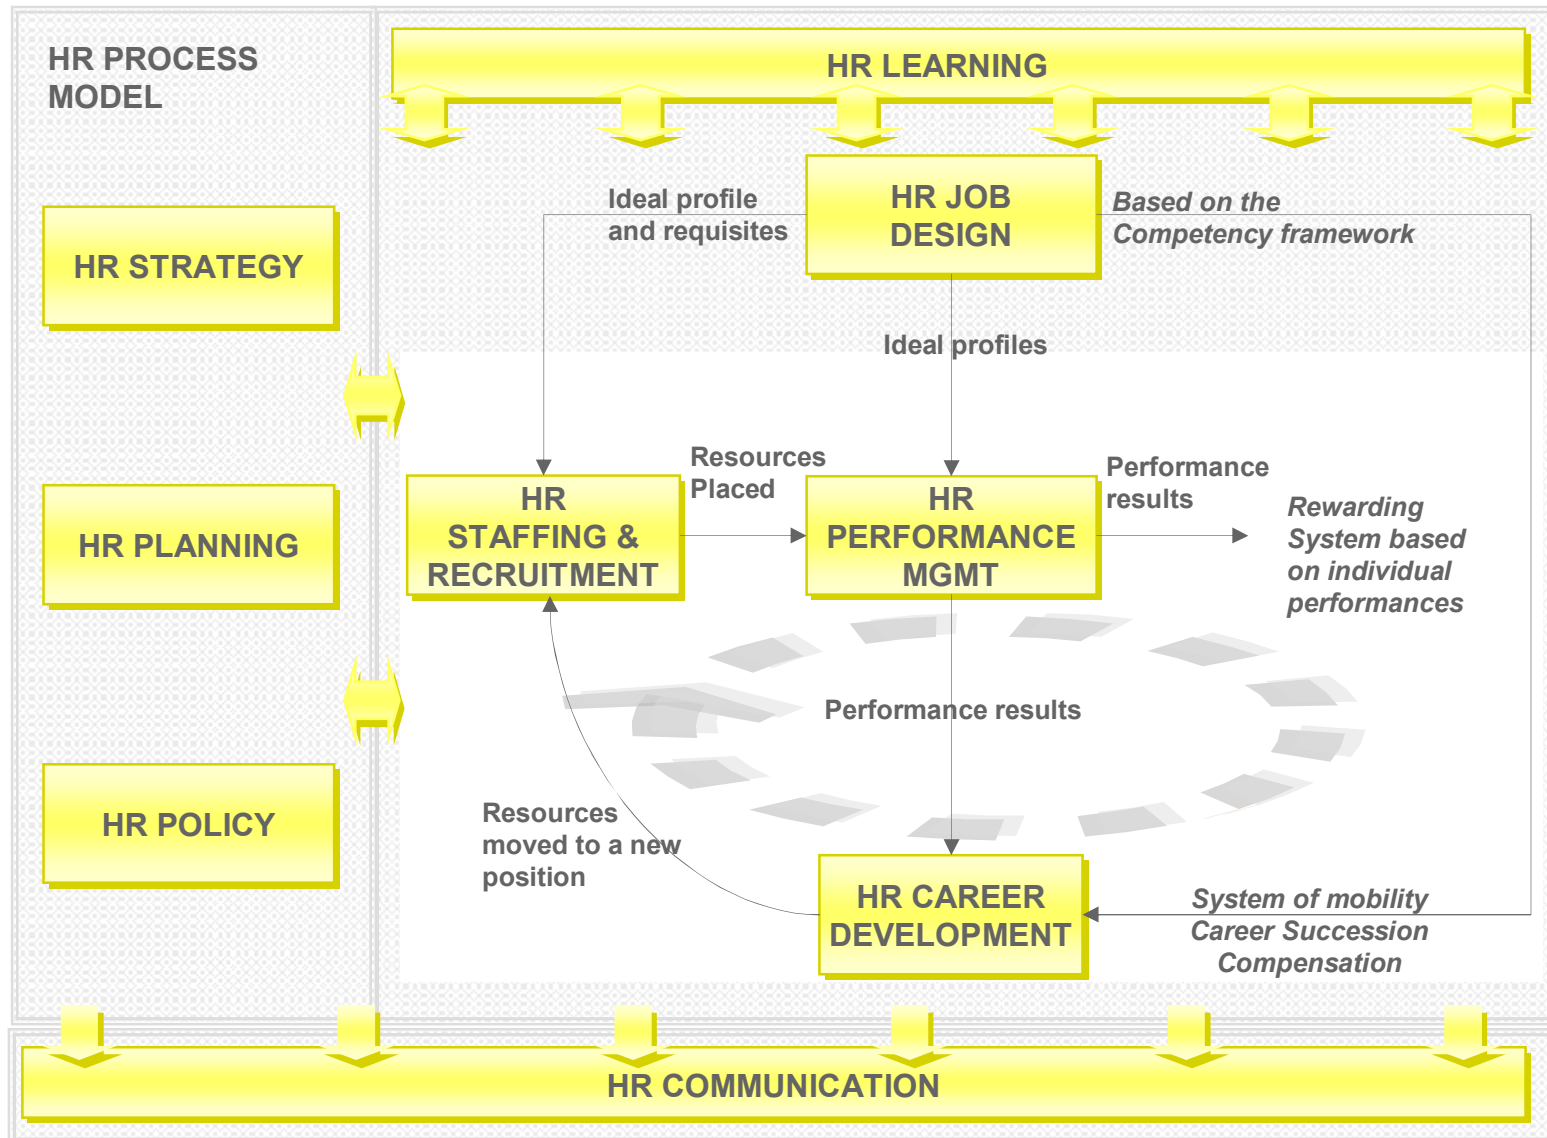 HR PROCESS
MODEL
HR LEARNING
HR STRATEGY
HR PLANNING
HR POLICY
HR JOB
DESIGN
Ideal profile
and requisites
Based on the
Competency framework
Ideal profiles
HR
STAFFING &
RECRUITMENT
Resources
Placed
HR
PERFORMANCE
MGMT
Performance
results
Rewarding
System based
on individual
performances
Performance results
Resources
moved to a new
position
HR CAREER
DEVELOPMENT
System of mobility
Career Succession
Compensation
HR COMMUNICATION